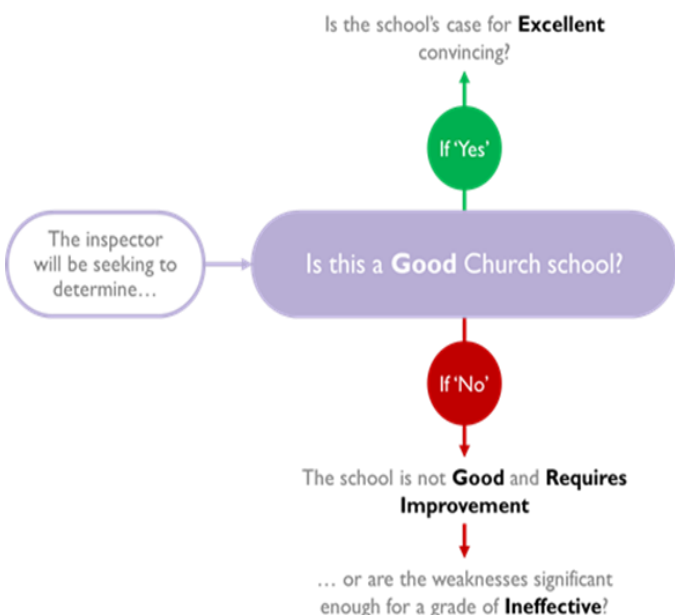 Is the school's case for Excellent
convincing?
If 'Yes'
The inspector
will be seeking to
determine…
Is this a Good Church school?
If 'No'
The school is not Good and Requires
Improvement
… or are the weaknesses significant
enough for a grade of Ineffective?